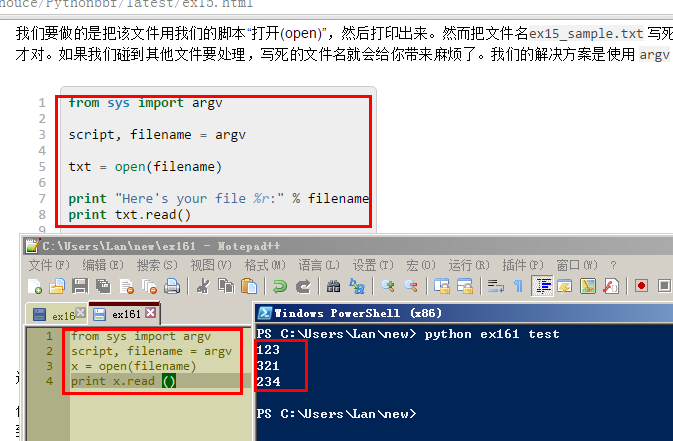 houce/Pythonbbf/latest/ex15.html
我们要做的是把该文件用我们的脚本“打开(open)”，然后打印出来。然而把文件名ex15_sample.txt 写死
才对。如果我们碰到其他文件要处理，写死的文件名就会给你带来麻烦了。我们的解决方案是使用 argv
1 from sys import argv
2
3 script, filename = argv
4
5 txt = open(filename)
6
7 print "Here's your file %r:" % filename
8 print txt.read()
9
C:\Users\Lan\new\ex161 - Notepad++
文件(F) 编辑(E) 搜索(S) 视图(V) 格式(M) 语言(L) 设置(T) 宏(O) 运行(R) 插件(P) 窗口(W) ?
ex16 ex161
1 from sys import argv
2 script, filename = argv
3 x = open(filename)
4 print x.read ()
Windows PowerShell (x86)
PS C:\Users\Lan\new> python ex161 test
123
321
234
PS C:\Users\Lan\new>